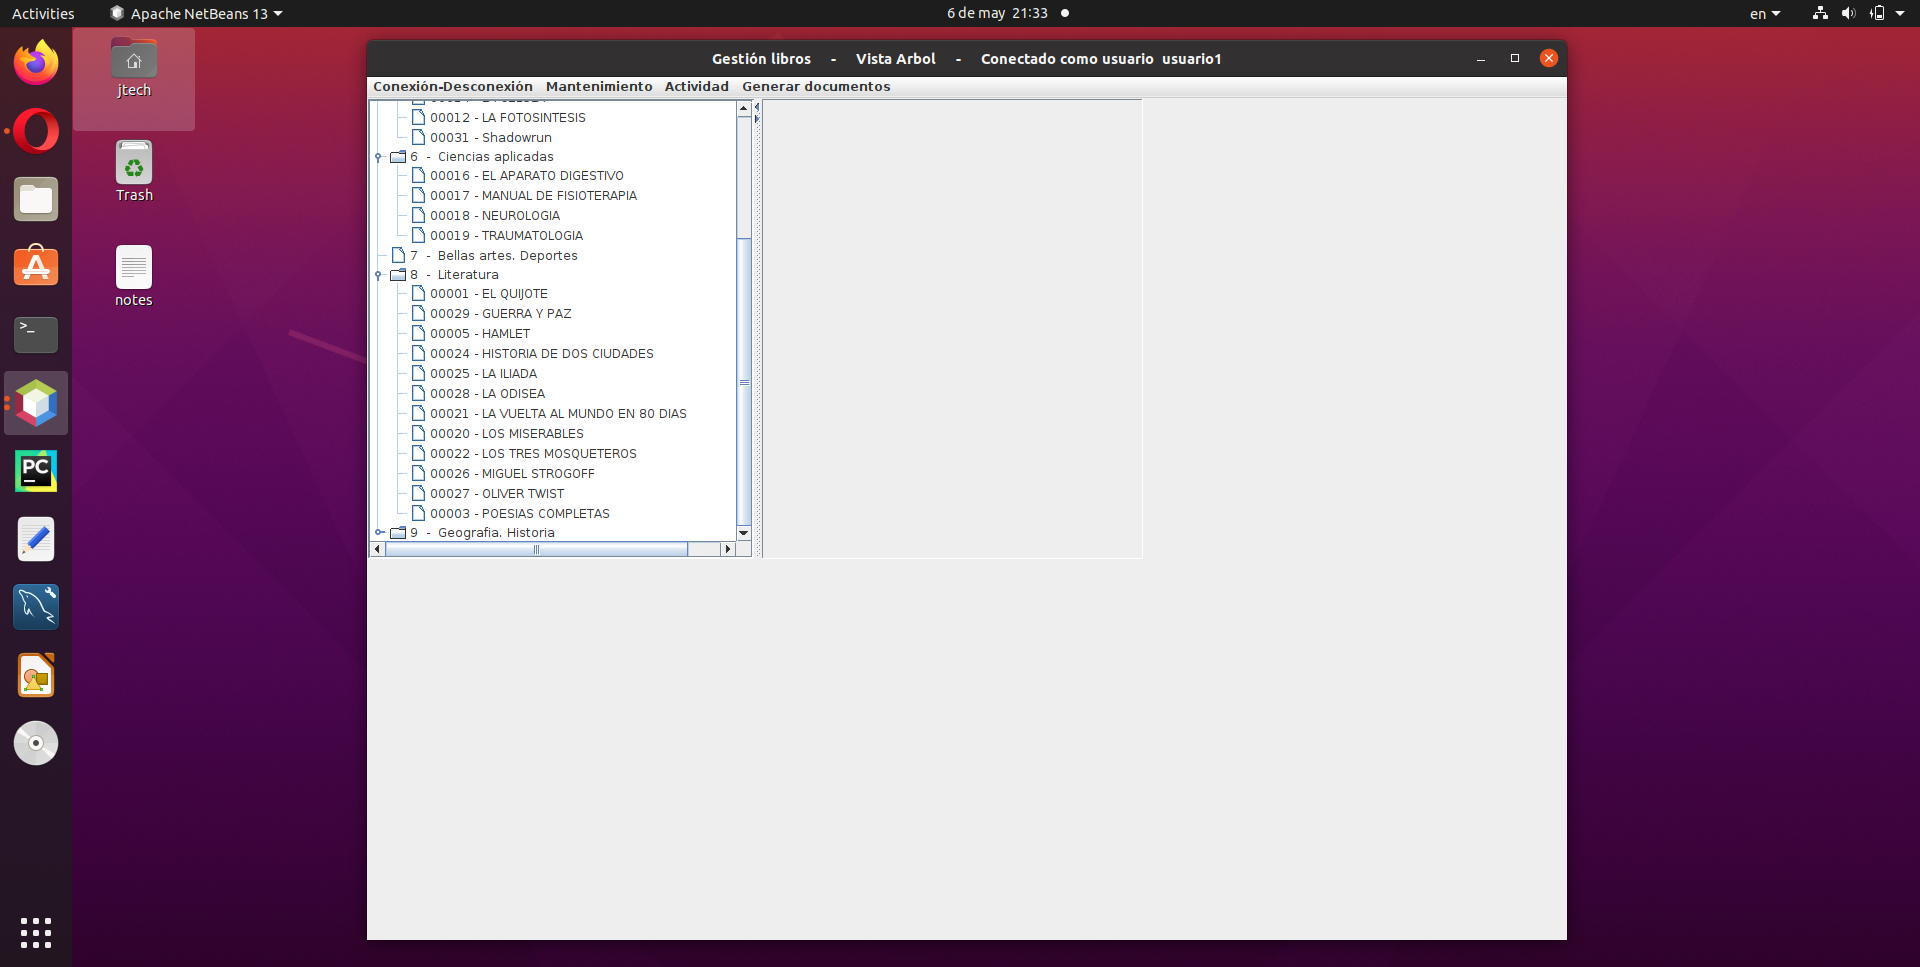 Activities
Apache NetBeans 13
6 de may 21:33
en
jtech
Trash
notes
>_
PC
Gestión libros - Vista Arbol - Conectado como usuario usuario1
Conexión-Desconexión Mantenimiento Actividad Generar documentos
00012 - LA FOTOSINTESIS
00031 - Shadowrun
6 - Ciencias aplicadas
00016 - EL APARATO DIGESTIVO
00017 - MANUAL DE FISIOTERAPIA
00018 - NEUROLOGIA
00019 - TRAUMATOLOGIA
7 - Bellas artes. Deportes
8 - Literatura
00001 - EL QUIJOTE
00029 - GUERRA Y PAZ
00005 - HAMLET
00024 - HISTORIA DE DOS CIUDADES
00025 - LA ILIADA
00028 - LA ODISEA
00021 - LA VUELTA AL MUNDO EN 80 DIAS
00020 - LOS MISERABLES
00022 - LOS TRES MOSQUETEROS
00026 - MIGUEL STROGOFF
00027 - OLIVER TWIST
00003 - POESIAS COMPLETAS
9 - Geografia. Historia